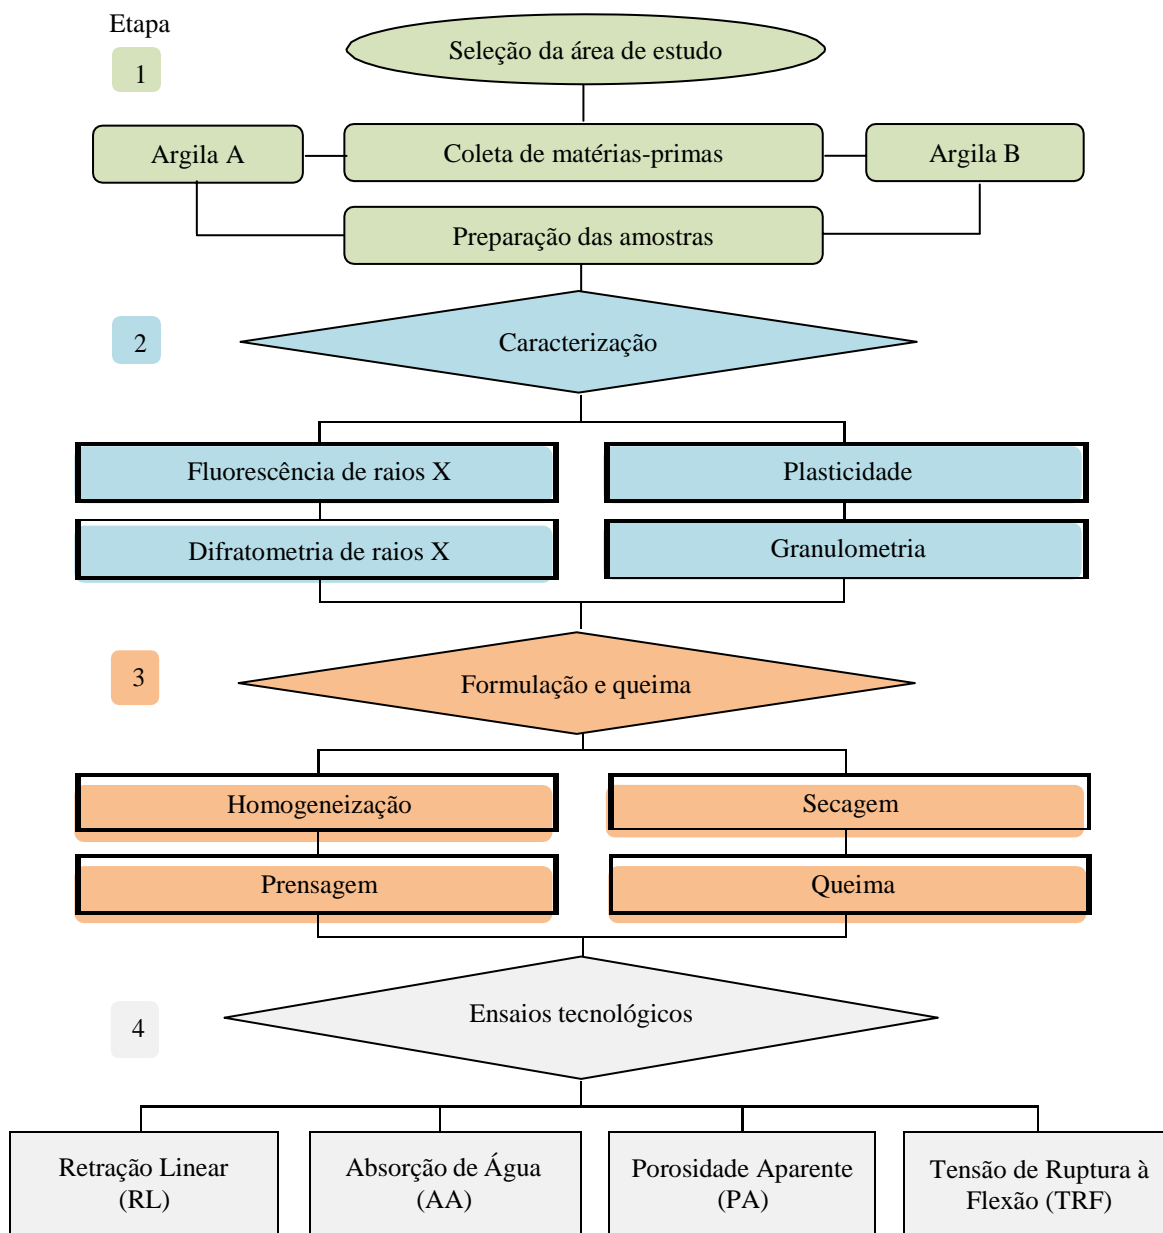 Etapa
1
Seleção da área de estudo
Argila A
Coleta de matérias-primas
Argila B
Preparação das amostras
2
Caracterização
Fluorescência de raios X
Plasticidade
Difratometria de raios X
Granulometria
3
Formulação e queima
Homogeneização
Secagem
Prensagem
Queima
4
Ensaios tecnológicos
Retração Linear
(RL)
Absorção de Água
(AA)
Porosidade Aparente
(PA)
Tensão de Ruptura à
Flexão (TRF)